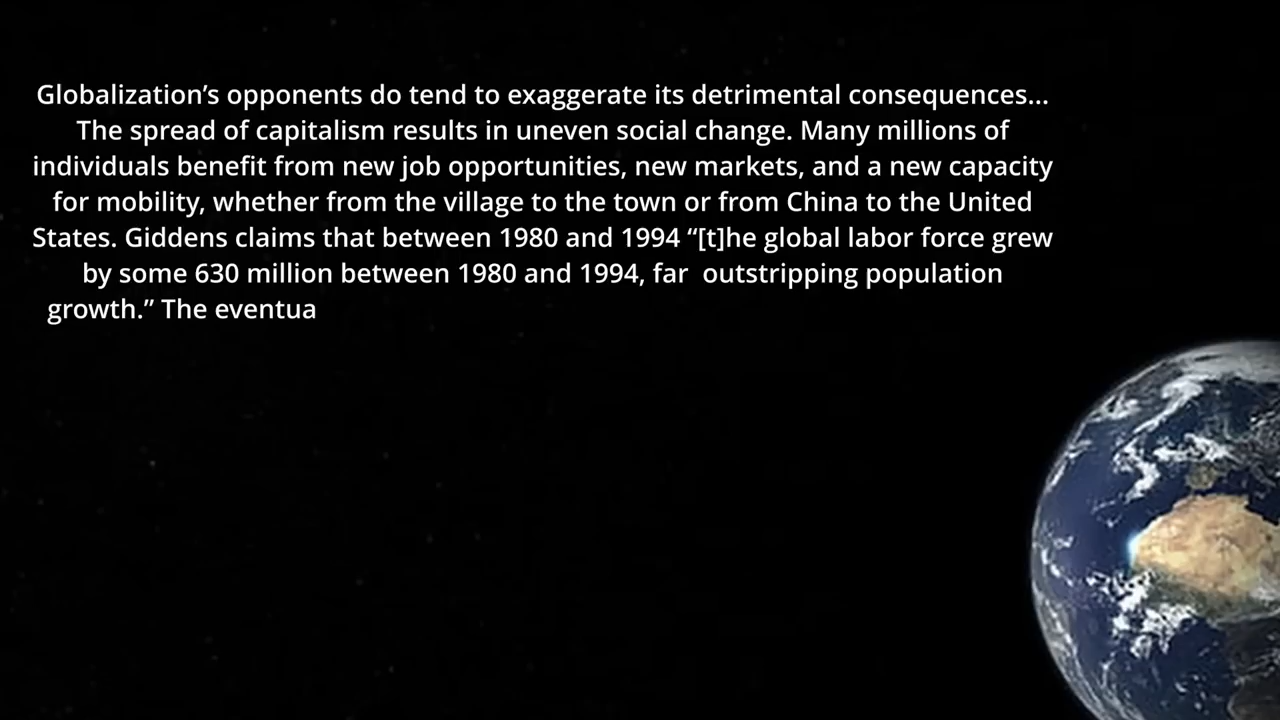 Globalization’s opponents do tend to exaggerate its detrimental consequences...
The spread of capitalism results in uneven social change. Many millions of
individuals benefit from new job opportunities, new markets, and a new capacity
for mobility, whether from the village to the town or from China to the United
States. Giddens claims that between 1980 and 1994 “[t]he global labor force grew
by some 630 million between 1980 and 1994, far  outstripping population
growth.” The eventua